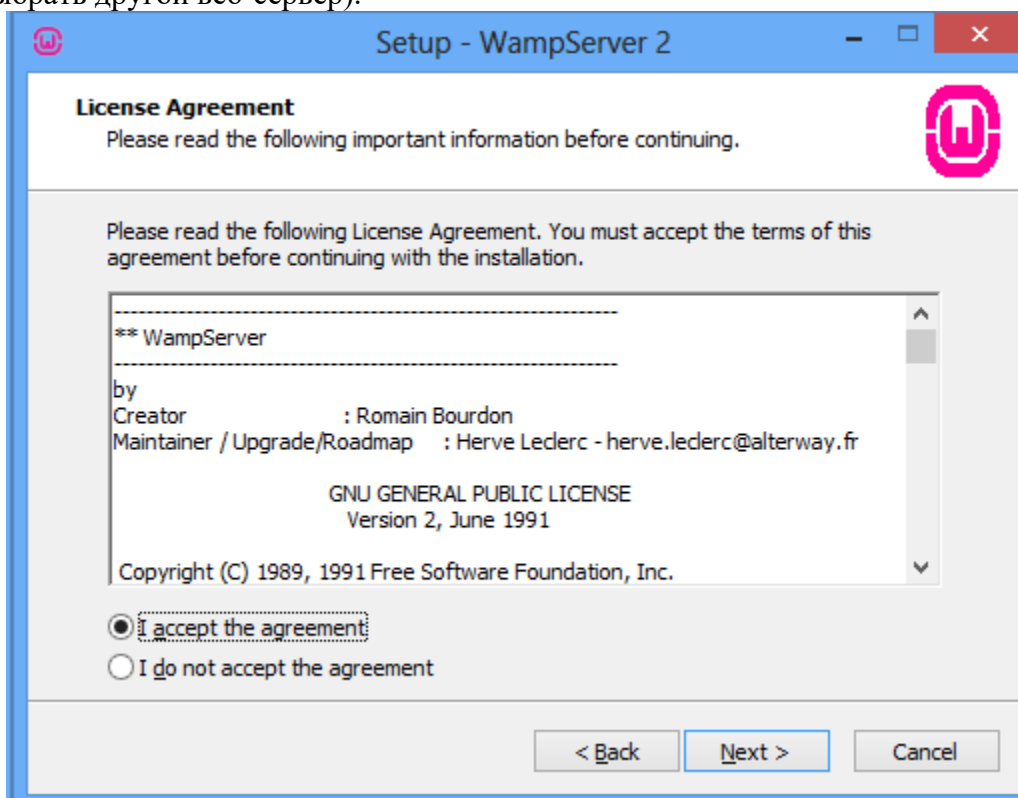 другой веб-сервер).
Setup - WampServer 2
License Agreement
Please read the following important information before continuing.
Please read the following License Agreement. You must accept the terms of this
agreement before continuing with the installation.
------------------------------------------------------------------
** WampServer
------------------------------------------------------------------
by
Creator : Romain Bourdon
Maintainer / Upgrade/Roadmap : Herve Leclerc - herve.leclerc@alterway.fr
GNU GENERAL PUBLIC LICENSE
Version 2, June 1991
Copyright (C) 1989, 1991 Free Software Foundation, Inc.
I accept the agreement
I do not accept the agreement
< Back Next > Cancel